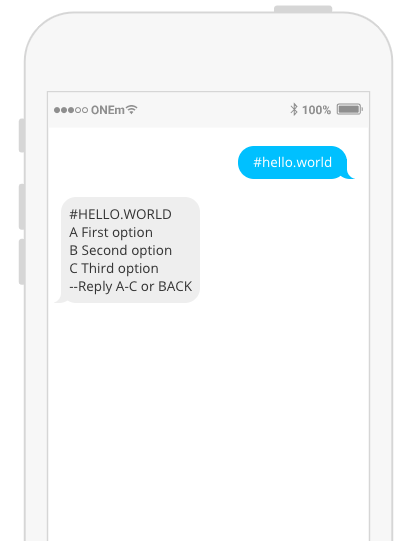 ONEm 100%
#hello.world
#HELLO.WORLD
A First option
B Second option
C Third option
--Reply A-C or BACK